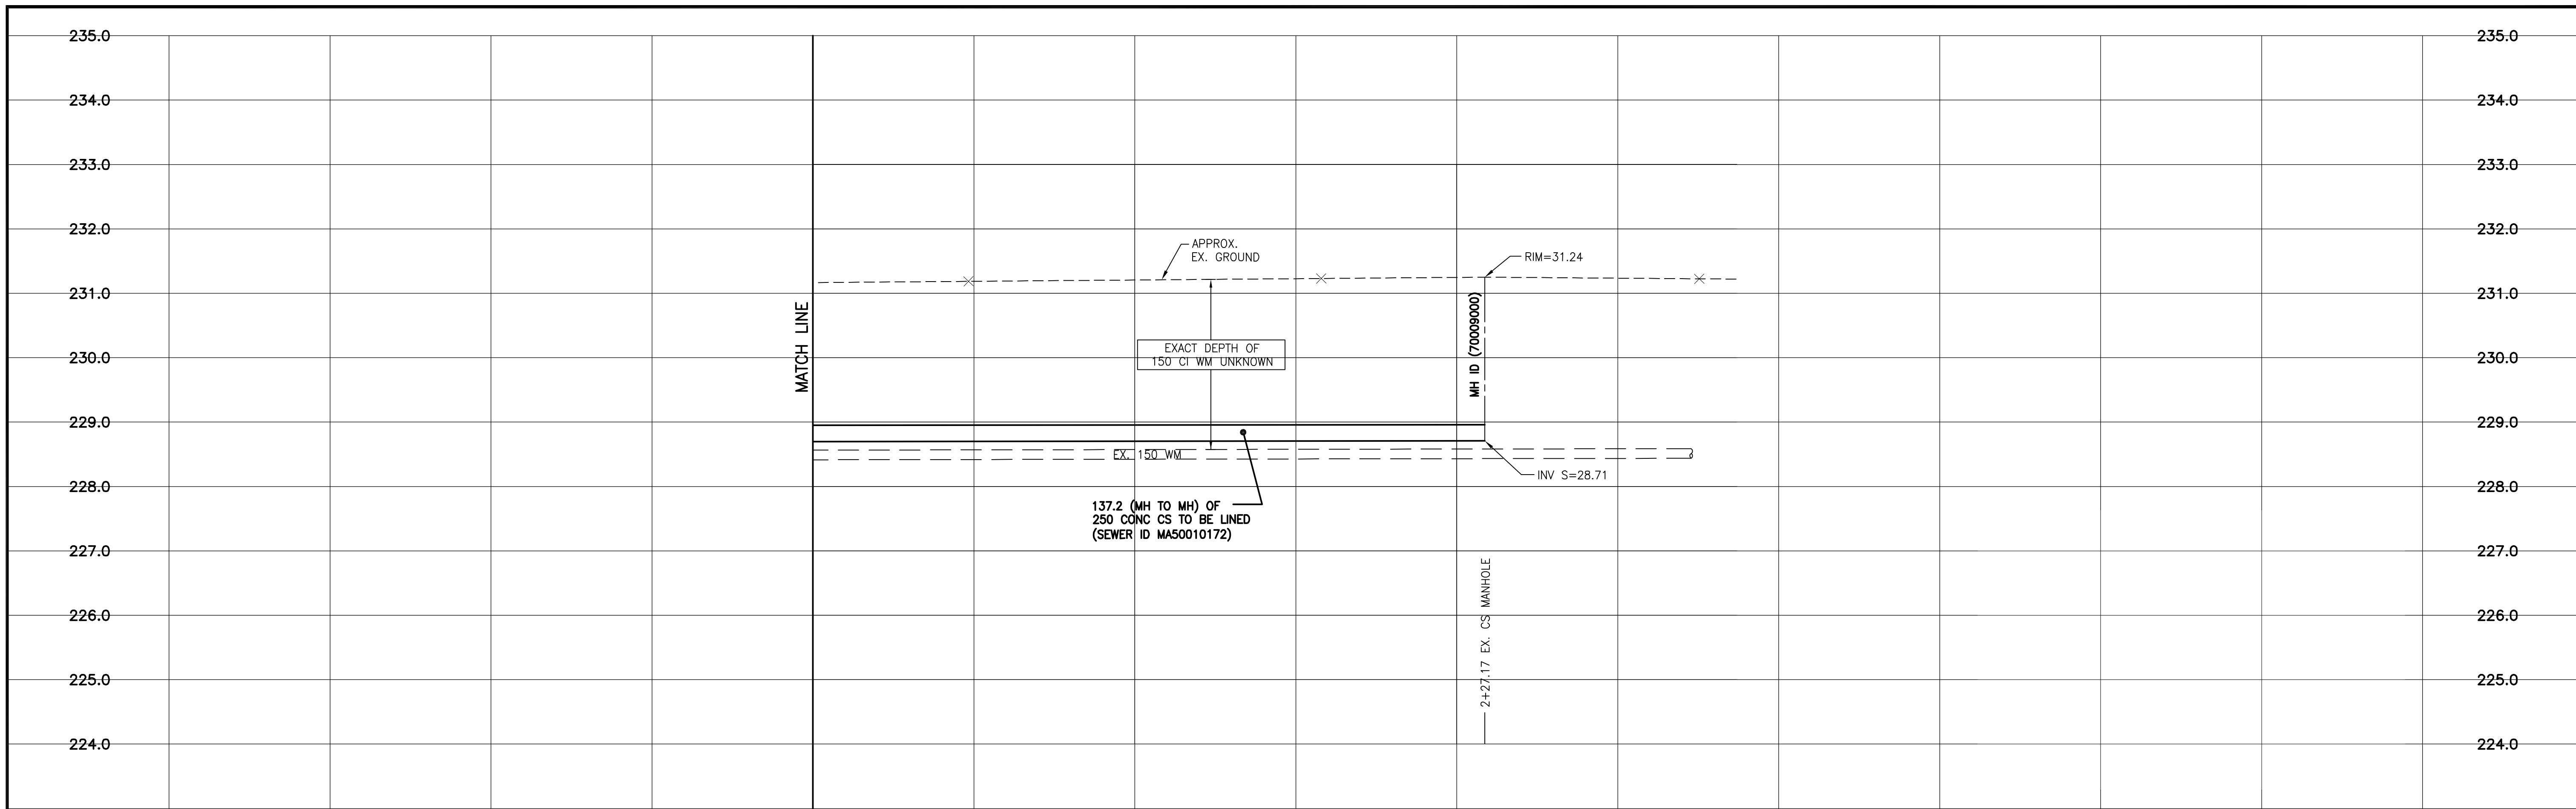 235.0 235.0
234.0 234.0
233.0 233.0
232.0 232.0
APPROX.
EX. GROUND
RIM=31.24
231.0 231.0
MATCH LINE
MH ID (70009000)
EXACT DEPTH OF
150 CI WM UNKNOWN
230.0 230.0
229.0 229.0
EX. 150 WM
INV S=28.71
228.0 228.0
137.2 (MH TO MH) OF
250 CONC CS TO BE LINED
(SEWER ID MA50010172)
227.0 227.0
2+27.17 EX. CS MANHOLE
226.0 226.0
225.0 225.0
224.0 224.0